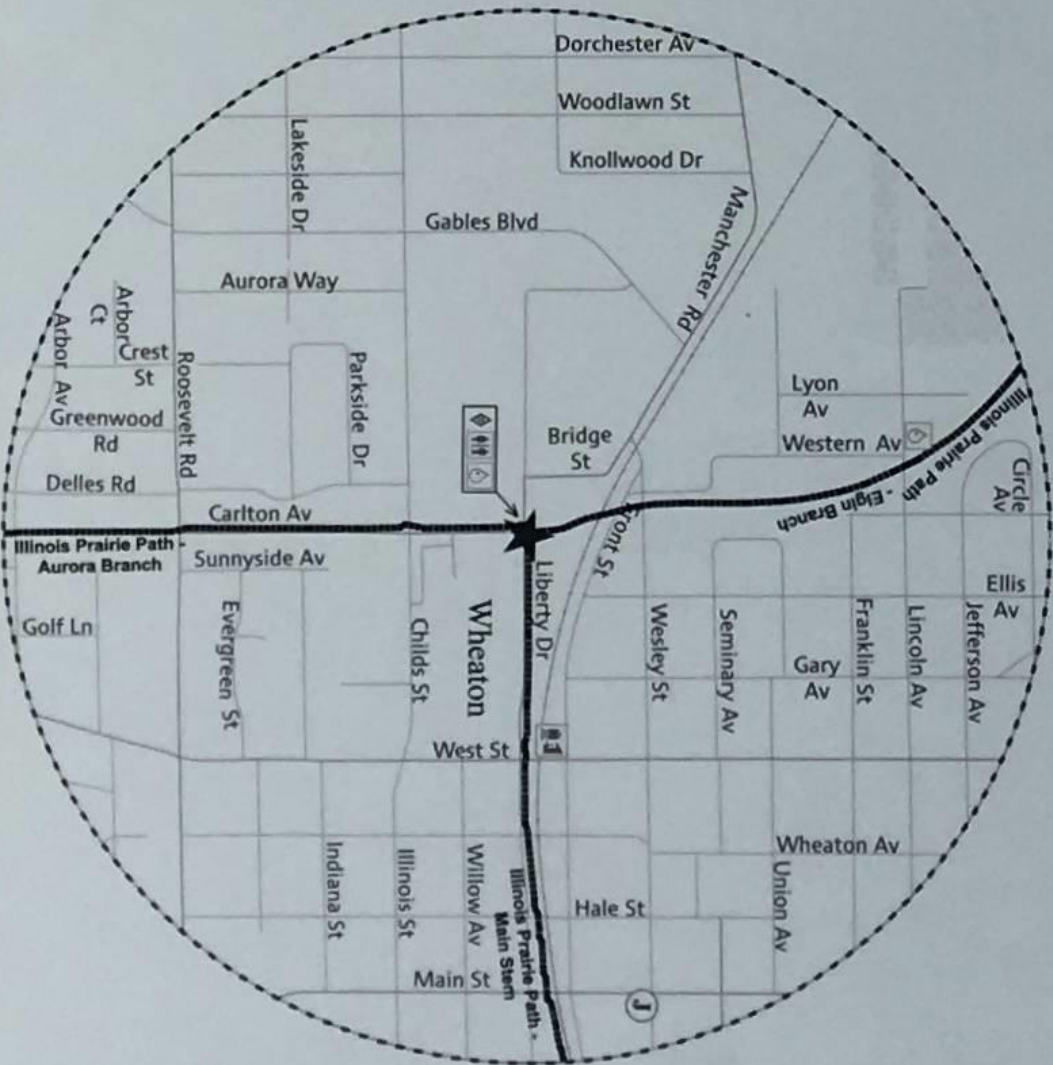 Dorchester Av
Woodlawn St
Knollwood Dr
Lakeside Dr
Gables Blvd
Manchester Rd
Aurora Way
Arbor
Ct
Arbor Av
Crest
St
Roosevelt Rd
Parkside Dr
Greenwood
Rd
Delles Rd
Lyon
Av
Western Av
Bridge
St
Illinois Prairie Path - Elgin Branch
Circle
Av
Carlton Av
Front St
Illinois Prairie Path -
Aurora Branch
Sunnyside Av
Liberty Dr
Ellis
Av
Golf Ln
Evergreen St
Childs St
Wheaton
Wesley St
Seminary Av
Gary
Av
Franklin St
Lincoln Av
Jefferson Av
West St
Indiana St
Illinois St
Willow Av
Illinois Prairie Path -
Main Stem
Wheaton Av
Union Av
Hale St
Main St
J